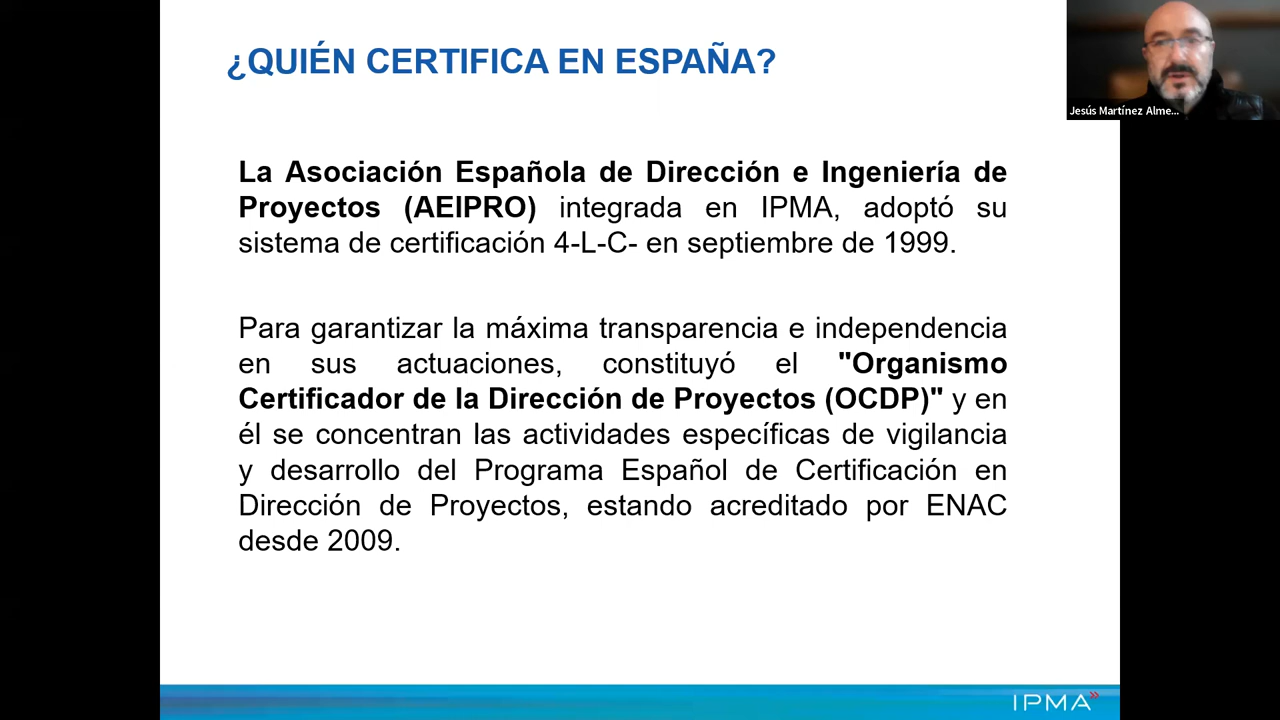 ¿QUIÉN CERTIFICA EN ESPAÑA?
Jesús Martínez Alme...
La Asociación Española de Dirección e Ingeniería de
Proyectos (AEIPRO) integrada en IPMA, adoptó su
sistema de certificación 4-L-C- en septiembre de 1999.
Para garantizar la máxima transparencia e independencia
en sus actuaciones, constituyó el "Organismo
Certificador de la Dirección de Proyectos (OCDP)" y en
él se concentran las actividades específicas de vigilancia
y desarrollo del Programa Español de Certificación en
Dirección de Proyectos, estando acreditado por ENAC
desde 2009.
IPMA